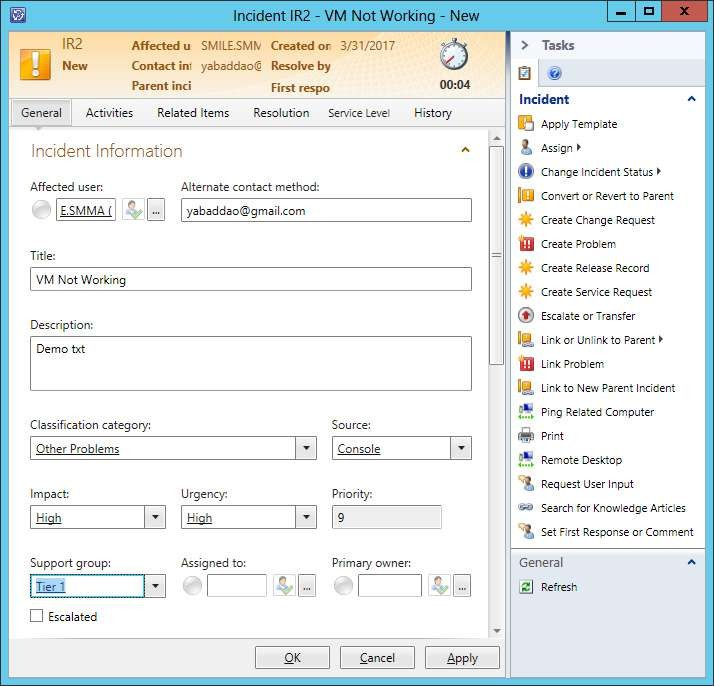 Incident IR2 - VM Not Working - New
IR2
New
Affected u SMILE.SMM
Contact in yabaddao@
Parent inci
Created on 3/31/2017
Resolve by
First respo
00:04
General Activities Related Items Resolution Service Level History
Incident Information
Affected user: Alternate contact method:
E.SMMA ( ... yabaddao@gmail.com
Title:
VM Not Working
Description:
Demo txt
Classification category: Source:
Other Problems Console
Impact: Urgency: Priority:
High High 9
Support group: Assigned to: Primary owner:
Tier 1 ... ...
Escalated
OK Cancel Apply
Tasks
Incident
Apply Template
Assign
Change Incident Status
Convert or Revert to Parent
Create Change Request
Create Problem
Create Release Record
Create Service Request
Escalate or Transfer
Link or Unlink to Parent
Link Problem
Link to New Parent Incident
Ping Related Computer
Print
Remote Desktop
Request User Input
Search for Knowledge Articles
Set First Response or Comment
General
Refresh